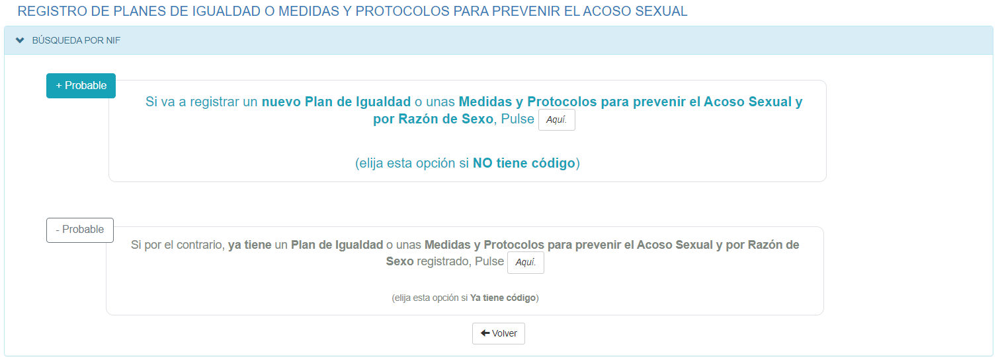 REGISTRO DE PLANES DE IGUALDAD O MEDIDAS Y PROTOCOLOS PARA PREVENIR EL ACOSO SEXUAL
BÚSQUEDA POR NIF
+ Probable
Si va a registrar un nuevo Plan de Igualdad o unas Medidas y Protocolos para prevenir el Acoso Sexual y
por Razón de Sexo, Pulse Aquí.
(elija esta opción si NO tiene código)
- Probable
Si por el contrario, ya tiene un Plan de Igualdad o unas Medidas y Protocolos para prevenir el Acoso Sexual y por Razón de
Sexo registrado, Pulse Aquí.
(elija esta opción si Ya tiene código)
Volver